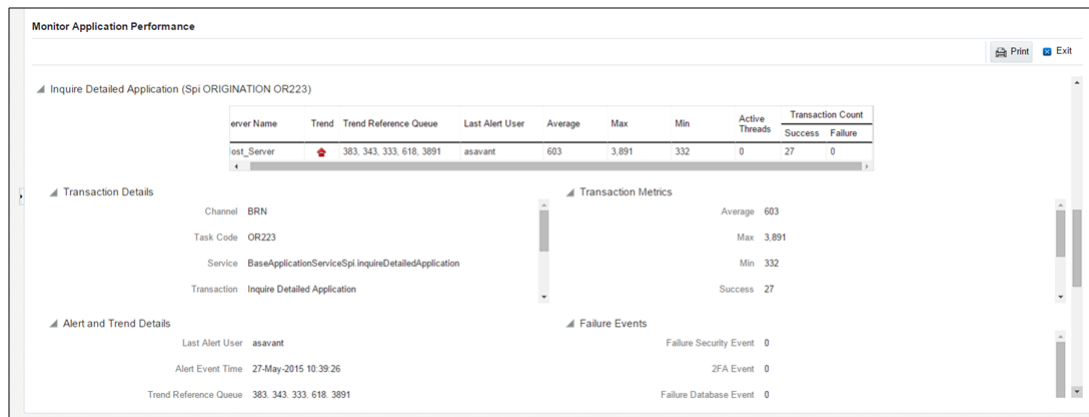 Monitor Application Performance
Print Exit
Inquire Detailed Application (Spi ORIGINATION OR223)
erver Name Trend Trend Reference Queue Last Alert User Average Max Min Active Threads Transaction Count
Success Failure
ost_Server 383, 343, 333, 618, 3891 asavant 603 3,891 332 0 27 0
Transaction Details
Channel BRN
Task Code OR223
Service BaseApplicationServiceSpi.inquireDetailedApplication
Transaction Inquire Detailed Application
Transaction Metrics
Average 603
Max 3,891
Min 332
Success 27
Alert and Trend Details
Last Alert User asavant
Alert Event Time 27-May-2015 10:39:26
Trend Reference Queue 383, 343, 333, 618, 3891
Failure Events
Failure Security Event 0
2FA Event 0
Failure Database Event 0